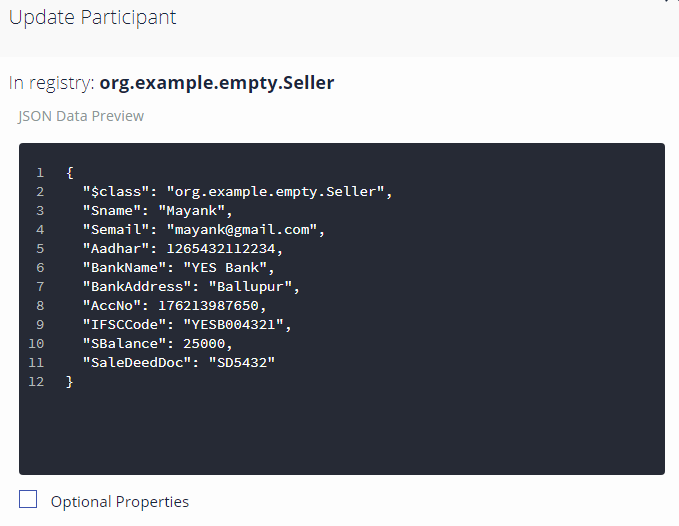 Update Participant
In registry: org.example.empty.Seller
JSON Data Preview
1 {
2 "$class": "org.example.empty.Seller",
3 "Sname": "Mayank",
4 "Semail": "mayank@gmail.com",
5 "Aadhar": 1265432112234,
6 "BankName": "YES Bank",
7 "BankAddress": "Ballupur",
8 "AccNo": 176213987650,
9 "IFSCCode": "YESB004321",
10 "SBalance": 25000,
11 "SaleDeedDoc": "SD5432"
12 }
Optional Properties